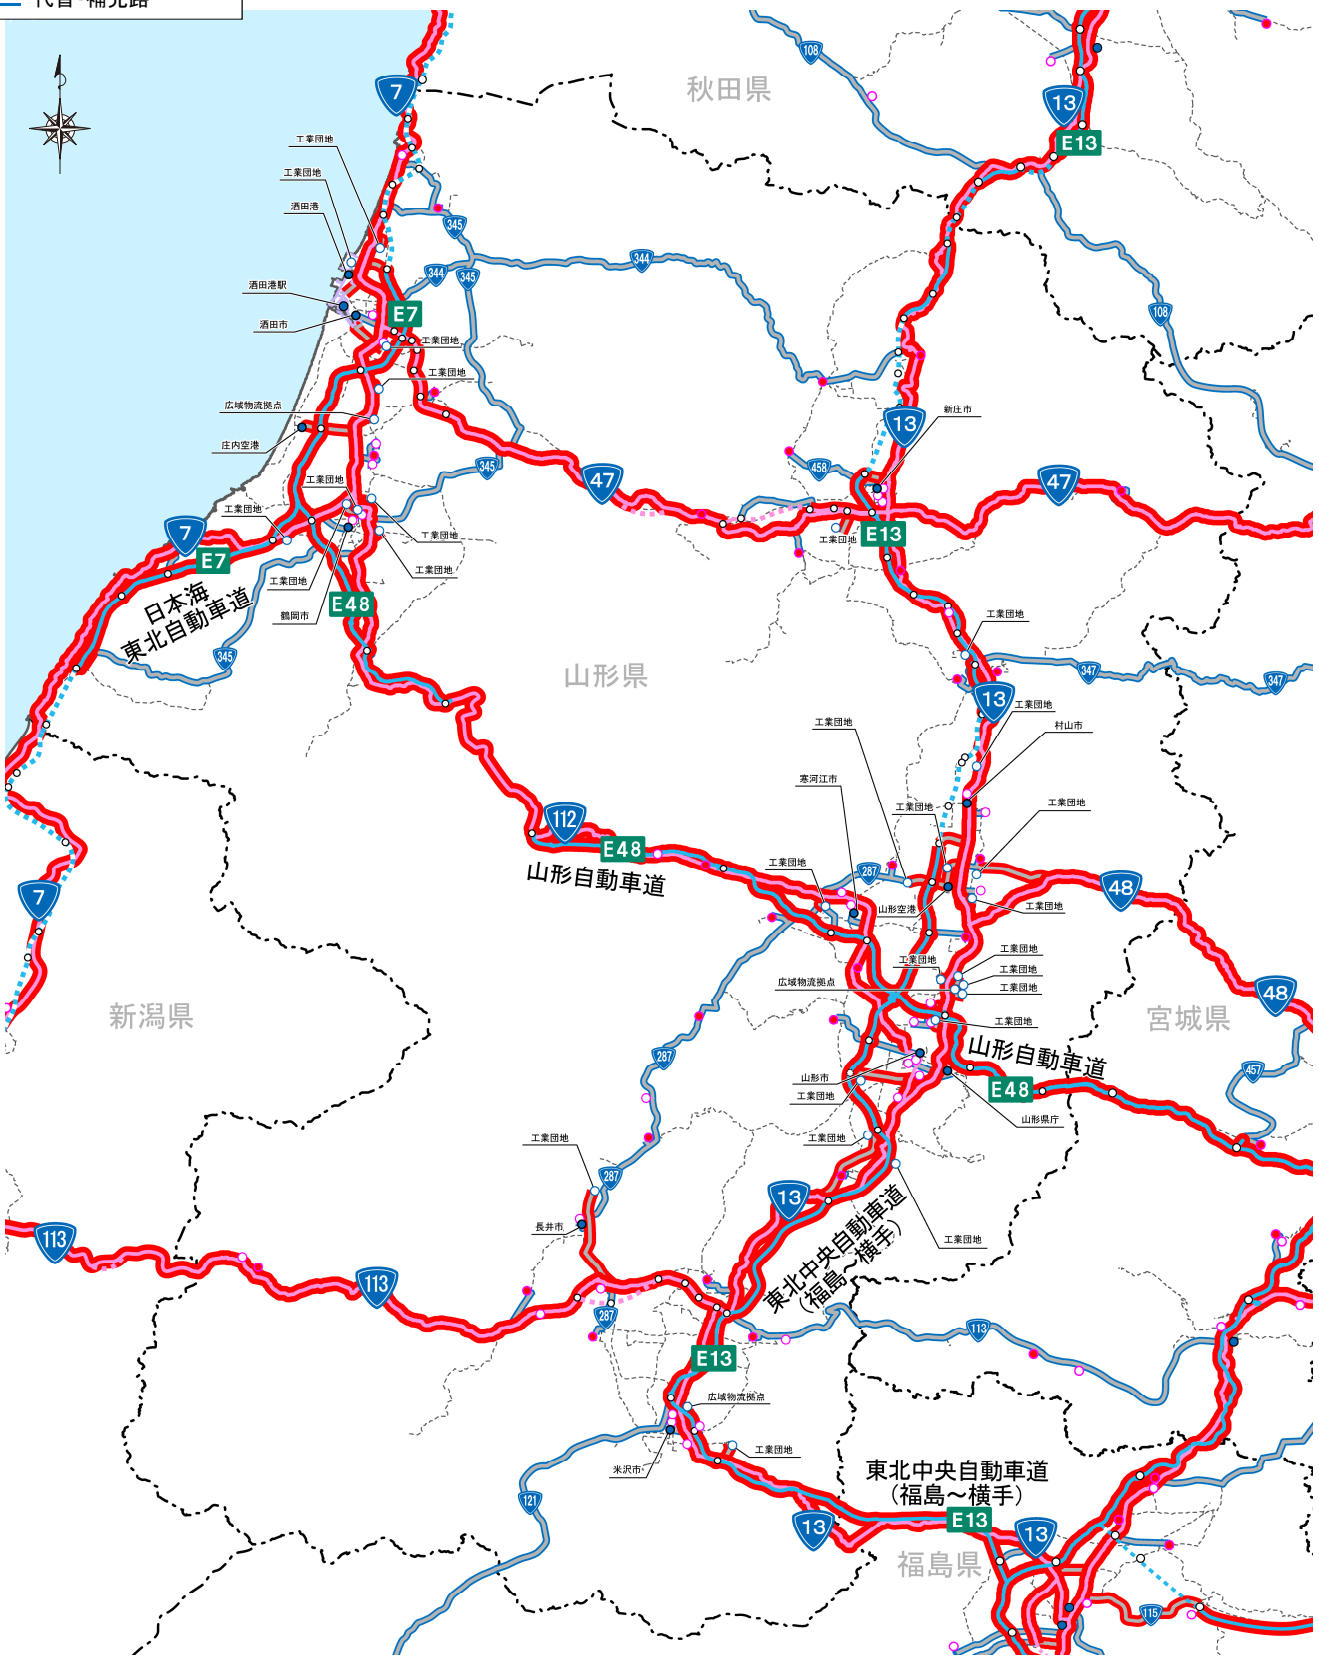 代替・補完路
秋田県
7
108
13
E13
工業団地
工業団地
酒田港
345
344
345
344
酒田港駅
酒田市
E7
工業団地
108
工業団地
広域物流拠点
庄内空港
新庄市
13
345
458
47
47
工業団地
工業団地
7
E7
工業団地
工業団地
E13
工業団地
工業団地
E48
鶴岡市
日本海
東北自動車道
345
工業団地
山形県
347
347
13
工業団地
工業団地
村山市
寒河江市
工業団地
工業団地
112
E48
山形自動車道
工業団地
287
48
7
山形空港
工業団地
工業団地
工業団地
工業団地
広域物流拠点
工業団地
48
新潟県
宮城県
工業団地
287
山形自動車道
457
山形市
E48
工業団地
山形県庁
工業団地
工業団地
287
13
長井市
工業団地
113
東北中央自動車道
(福島～横手)
113
287
113
E13
広域物流拠点
工業団地
米沢市
東北中央自動車道
(福島～横手)
121
13
E13
13
福島県
115